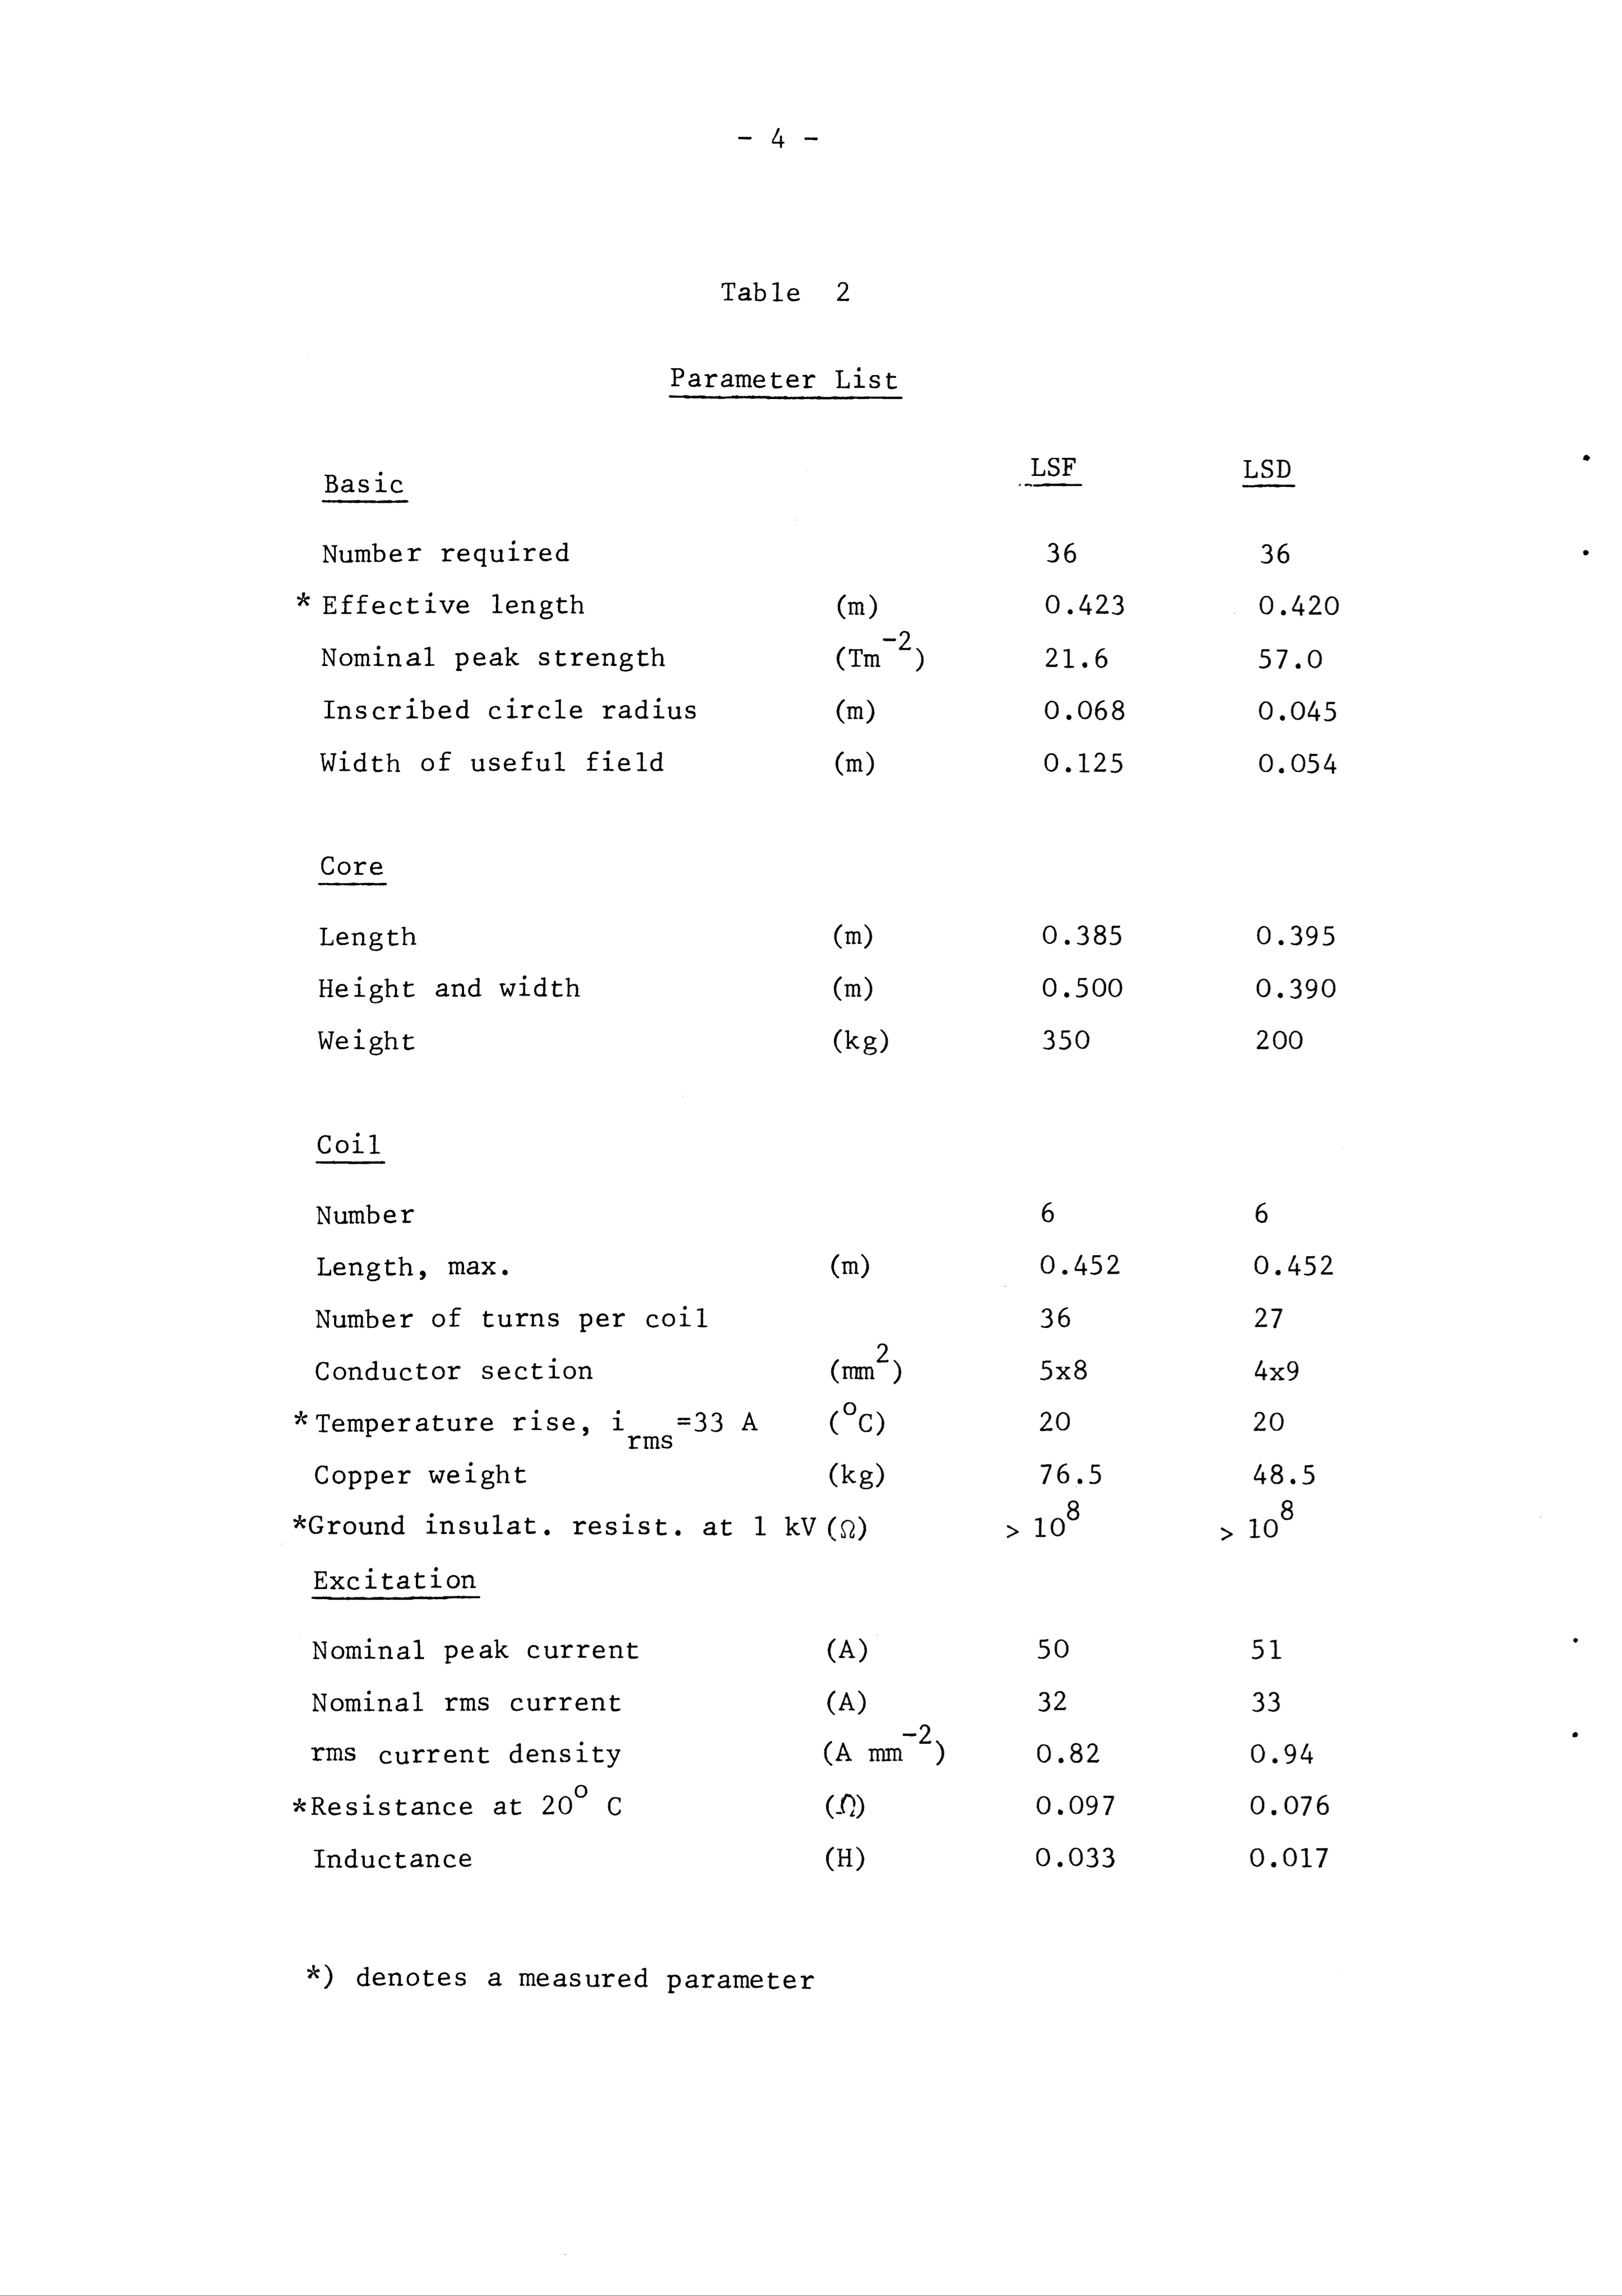 - 4 -
Table 2
Parameter List
Basic LSF LSD
Number required 36 36
* Effective length (m) 0.423 0.420
Nominal peak strength (Tm⁻²) 21.6 57.0
Inscribed circle radius (m) 0.068 0.045
Width of useful field (m) 0.125 0.054
Core
Length (m) 0.385 0.395
Height and width (m) 0.500 0.390
Weight (kg) 350 200
Coil
Number 6 6
Length, max. (m) 0.452 0.452
Number of turns per coil 36 27
Conductor section (mm²) 5x8 4x9
* Temperature rise, i rms =33 A (°C) 20 20
Copper weight (kg) 76.5 48.5
*Ground insulat. resist. at 1 kV (Ω) > 10⁸ > 10⁸
Excitation
Nominal peak current (A) 50 51
Nominal rms current (A) 32 33
rms current density (A mm⁻²) 0.82 0.94
*Resistance at 20° C (Ω) 0.097 0.076
Inductance (H) 0.033 0.017
*) denotes a measured parameter